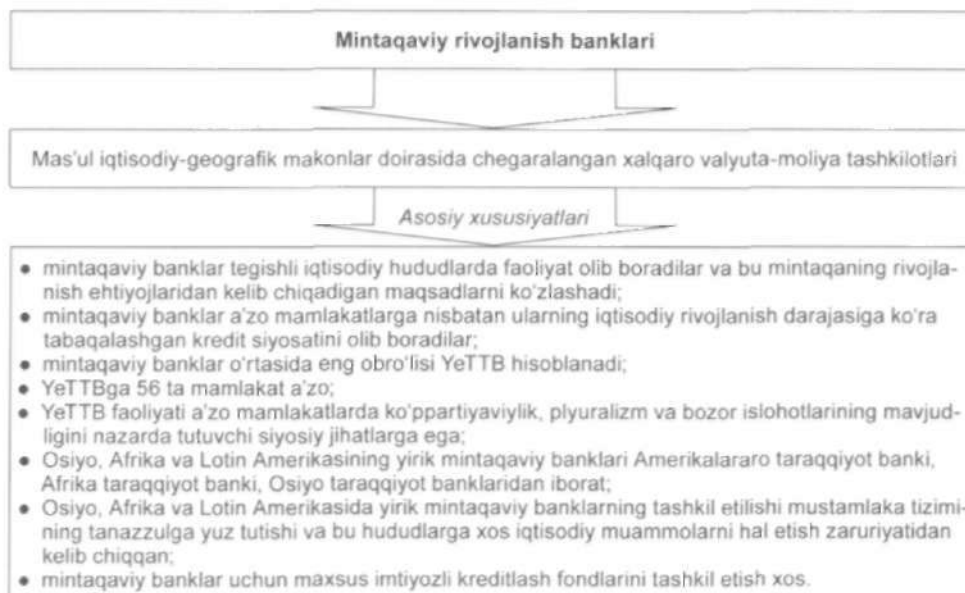 Mintaqaviy rivojlanish banklari
Mas'ul iqtisodiy-geografik makonlar doirasida chegaralangan xalqaro valyuta-moliya tashkilotlari
Asosiy xususiyatlari
● mintaqaviy banklar tegishli iqtisodiy hududlarda faoliyat olib boradilar va bu mintaqaning rivojla-
nish ehtiyojlaridan kelib chiqadigan maqsadlarni ko'zlashadi;
● mintaqaviy banklar a'zo mamlakatlarga nisbatan ularning iqtisodiy rivojlanish darajasiga ko'ra
tabaqalashgan kredit siyosatini olib boradilar;
● mintaqaviy banklar o'rtasida eng obro'lisi YeTTB hisoblanadi;
● YeTTBga 56 ta mamlakat a'zo;
● YeTTB faoliyati a'zo mamlakatlarda ko'ppartiyaviylik, plyuralizm va bozor islohotlarining mavjud-
ligini nazarda tutuvchi siyosiy jihatlarga ega;
● Osiyo, Afrika va Lotin Amerikasining yirik mintaqaviy banklari Amerikalararo taraqqiyot banki,
Afrika taraqqiyot banki, Osiyo taraqqiyot banklaridan iborat;
● Osiyo, Afrika va Lotin Amerikasida yirik mintaqaviy banklarning tashkil etilishi mustamlaka tizimi-
ning tanazzulga yuz tutishi va bu hududlarga xos iqtisodiy muammolarni hal etish zaruriyatidan
kelib chiqqan;
● mintaqaviy banklar uchun maxsus imtiyozli kreditlash fondlarini tashkil etish xos.